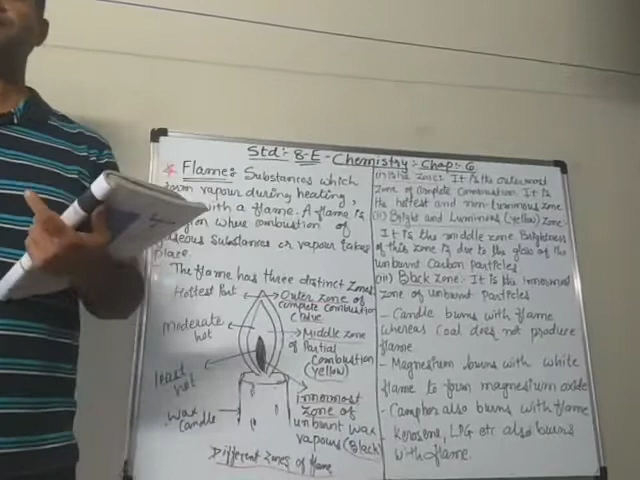 Std:- 8-E- Chemistry: Chap:- 6
Flame: Substances which
vapour during heating,
with a flame. A flame is
where combustion of
gaseous substances or vapour takes
place.
The flame has three distinct zones
Hottest Part
Outer zone of
complete combustion
(blue)
Moderate
hot
Middle zone
of Partial
combustion
(yellow)
least
hot
Innermost
zone of
unburnt wax
vapours (Black)
Wax
Candle
Different zones of flame
zone: It is the outermost
zone of complete combustion. It is
the hottest and non-luminous zone
(ii) Bright and Luminous (yellow) zone:-
It is the middle zone. Brightness
of this zone is due to the glow of the
unburnt Carbon particles
(iii) Black zone:- It is the innermost
zone of unburnt particles
- Candle burns with flame
whereas Coal does not produce
flame.
- Magnesium burns with white
flame to form magnesium oxide
- Camphor also burns with flame
- Kerosene, LPG etc also burns
with flame.